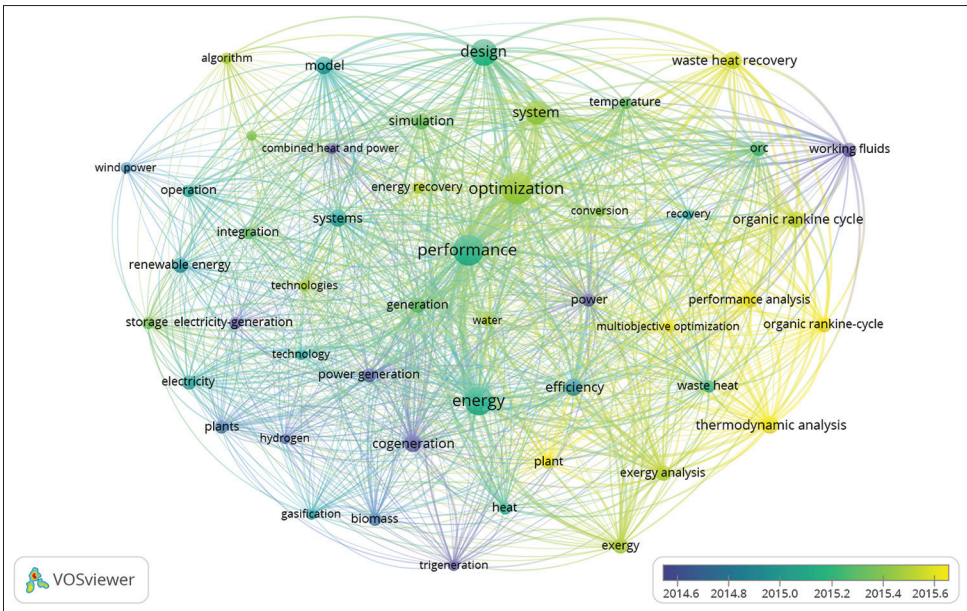 design
algorithm
model
waste heat recovery
temperature
system
simulation
combined heat and power
orc
working fluids
wind power
operation
energy recovery
optimization
conversion
recovery
organic rankine cycle
systems
integration
performance
renewable energy
technologies
generation
power
performance analysis
storage
electricity-generation
water
multiobjective optimization
organic rankine-cycle
technology
power generation
electricity
efficiency
waste heat
energy
plants
hydrogen
cogeneration
thermodynamic analysis
plant
exergy analysis
gasification
biomass
heat
exergy
trigeneration
VOSviewer
2014.6 2014.8 2015.0 2015.2 2015.4 2015.6